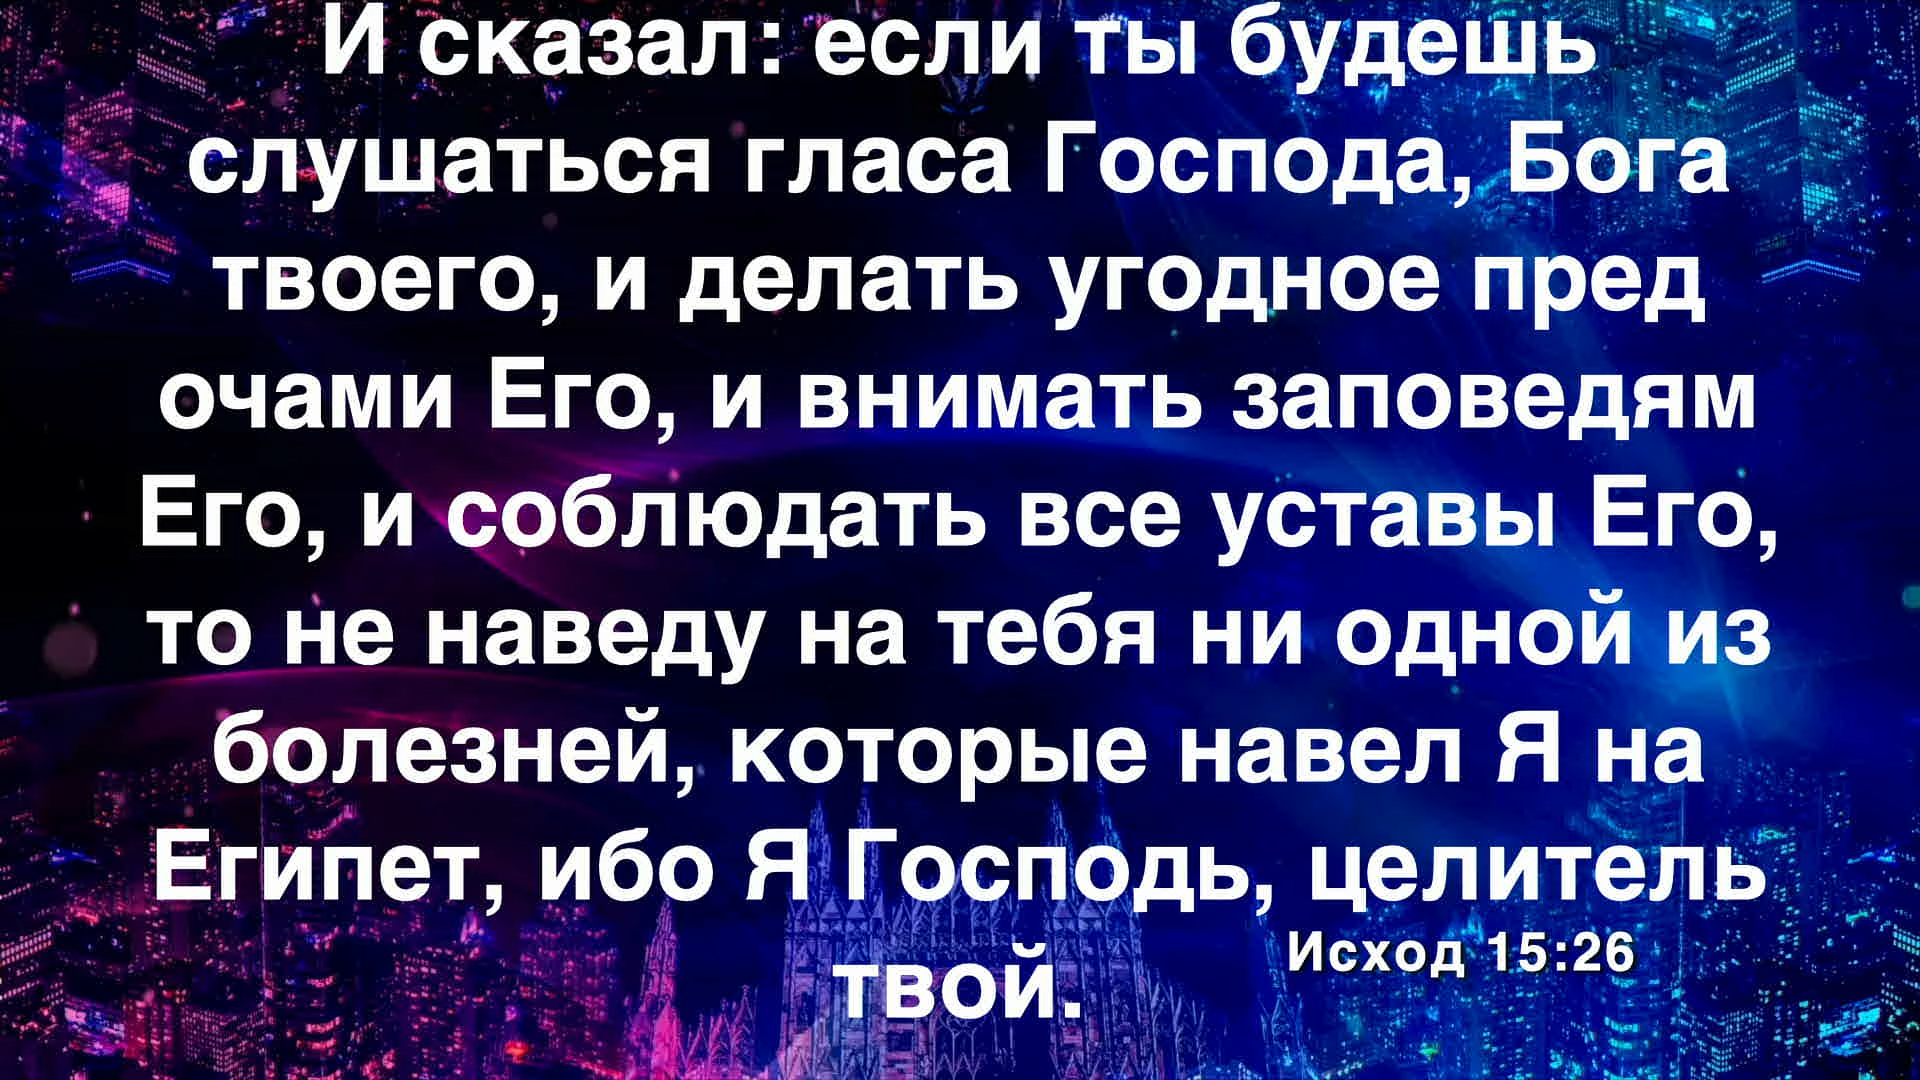 И сказал: если ты будешь
слушаться гласа Господа, Бога
твоего, и делать угодное пред
очами Его, и внимать заповедям
Его, и соблюдать все уставы Его,
то не наведу на тебя ни одной из
болезней, которые навел Я на
Египет, ибо Я Господь, целитель
твой.
Исход 15:26